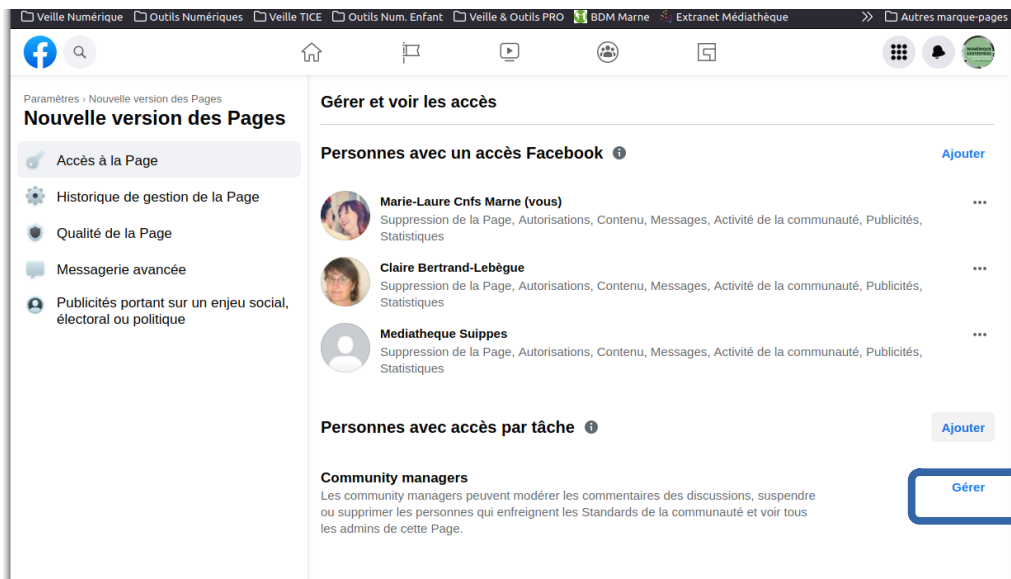 Veille Numérique Outils Numériques Veille TICE Outils Num. Enfant Veille & Outils PRO BDM Marne Extranet Médiathèque >> Autres marque-pages
Paramètres › Nouvelle version des Pages
Nouvelle version des Pages
Accès à la Page
Historique de gestion de la Page
Qualité de la Page
Messagerie avancée
Publicités portant sur un enjeu social,
électoral ou politique
Gérer et voir les accès
Personnes avec un accès Facebook
Ajouter
Marie-Laure Cnfs Marne (vous)
Suppression de la Page, Autorisations, Contenu, Messages, Activité de la communauté, Publicités,
Statistiques
Claire Bertrand-Lebègue
Suppression de la Page, Autorisations, Contenu, Messages, Activité de la communauté, Publicités,
Statistiques
Mediatheque Suippes
Suppression de la Page, Autorisations, Contenu, Messages, Activité de la communauté, Publicités,
Statistiques
Personnes avec accès par tâche
Ajouter
Community managers
Gérer
Les community managers peuvent modérer les commentaires des discussions, suspendre
ou supprimer les personnes qui enfreignent les Standards de la communauté et voir tous
les admins de cette Page.